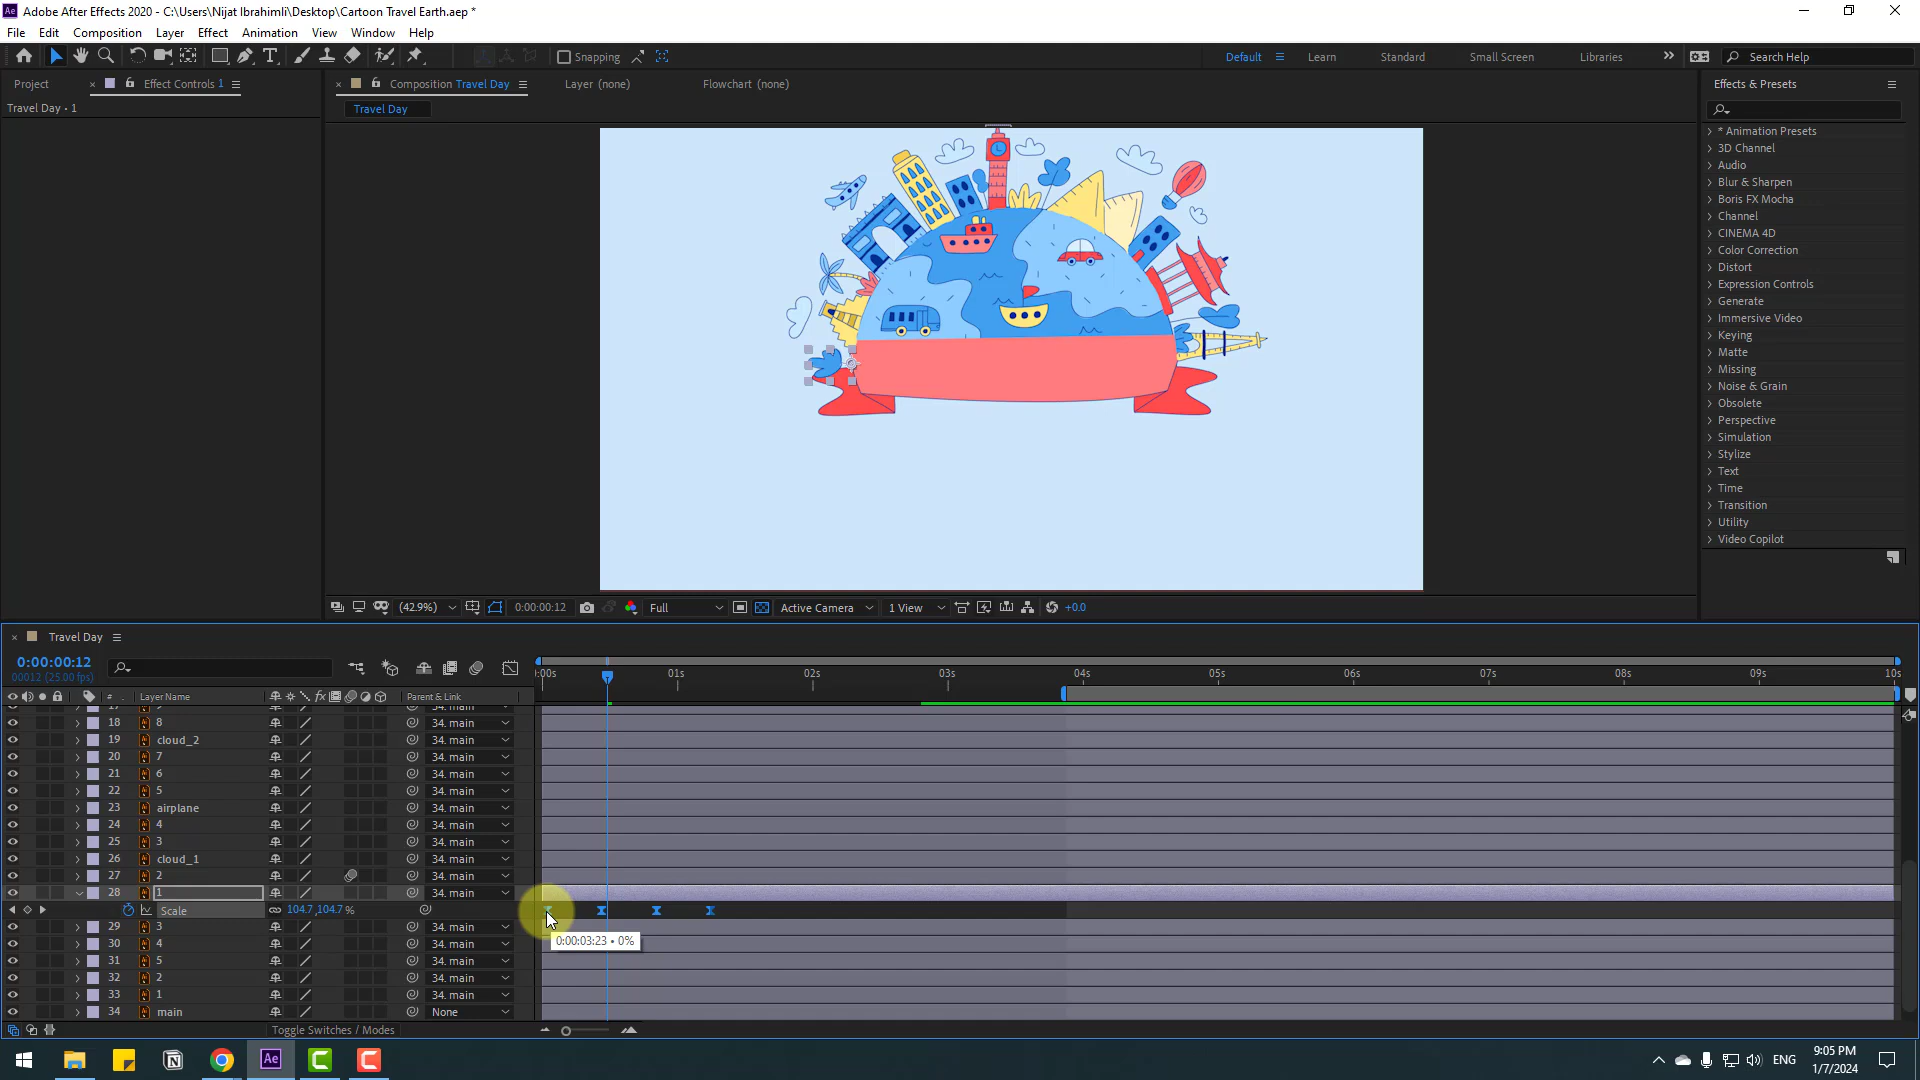 Adobe After Effects 2020 - C:\Users\Nijat Ibrahimli\Desktop\Cartoon Travel Earth.aep *
File Edit Composition Layer Effect Animation View Window Help
Snapping
Default Learn Standard Small Screen Libraries Search Help
Project Effect Controls 1
Travel Day • 1
Composition Travel Day Layer (none) Flowchart (none)
Travel Day
Effects & Presets
* Animation Presets
3D Channel
Audio
Blur & Sharpen
Boris FX Mocha
Channel
CINEMA 4D
Color Correction
Distort
Expression Controls
Generate
Immersive Video
Keying
Matte
Missing
Noise & Grain
Obsolete
Perspective
Simulation
Stylize
Text
Time
Transition
Utility
Video Copilot
(42.9%) 0:00:00:12 Full Active Camera 1 View +0.0
Travel Day
0:00:00:12
00012 (25.00 fps)
:00s 01s 02s 03s 04s 05s 06s 07s 08s 09s 10s
# Layer Name Parent & Link
34. main
18 8 34. main
19 cloud_2 34. main
20 7 34. main
21 6 34. main
22 5 34. main
23 airplane 34. main
24 4 34. main
25 3 34. main
26 cloud_1 34. main
27 2 34. main
28 1 34. main
Scale 104.7,104.7 %
0:00:03:23 • 0%
29 3 34. main
30 4 34. main
31 5 34. main
32 2 34. main
33 1 34. main
34 main None
Toggle Switches / Modes
ENG
9:05 PM
1/7/2024